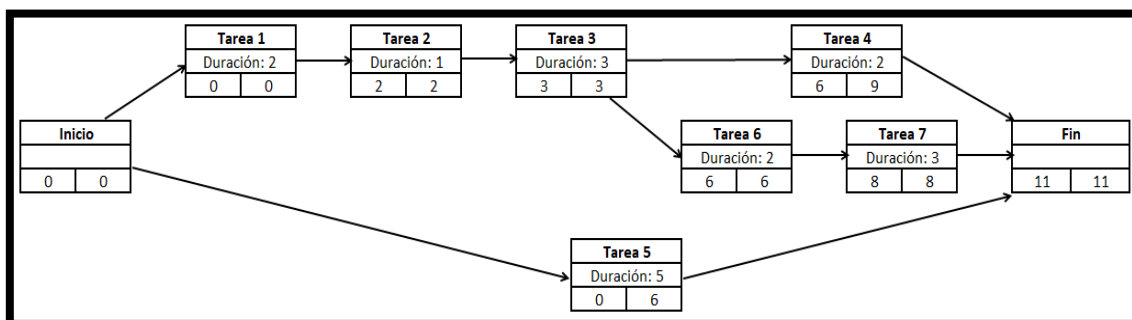 Tarea 1
Duración: 2
0 0
Tarea 2
Duración: 1
2 2
Tarea 3
Duración: 3
3 3
Tarea 4
Duración: 2
6 9
Inicio
0 0
Tarea 6
Duración: 2
6 6
Tarea 7
Duración: 3
8 8
Fin
11 11
Tarea 5
Duración: 5
0 6